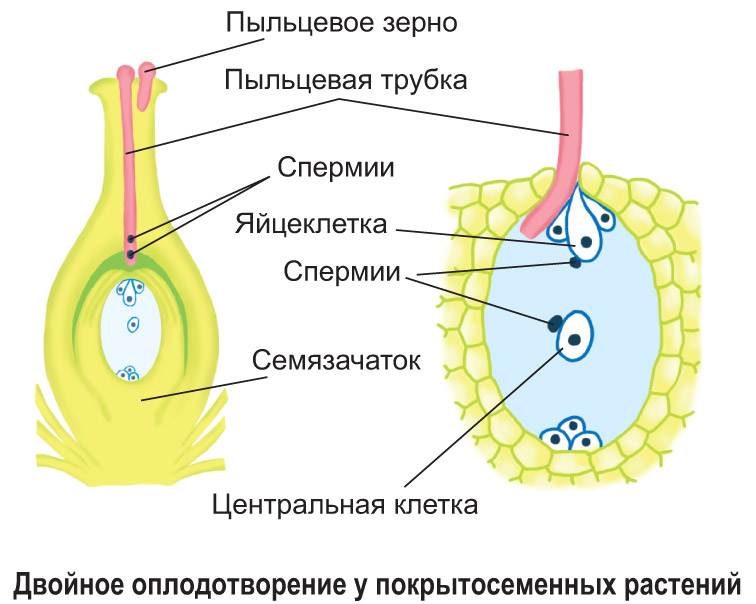 Пыльцевое зерно
Пыльцевая трубка
Спермии
Яйцеклетка
Спермии
Семязачаток
Центральная клетка
Двойное оплодотворение у покрытосеменных растений